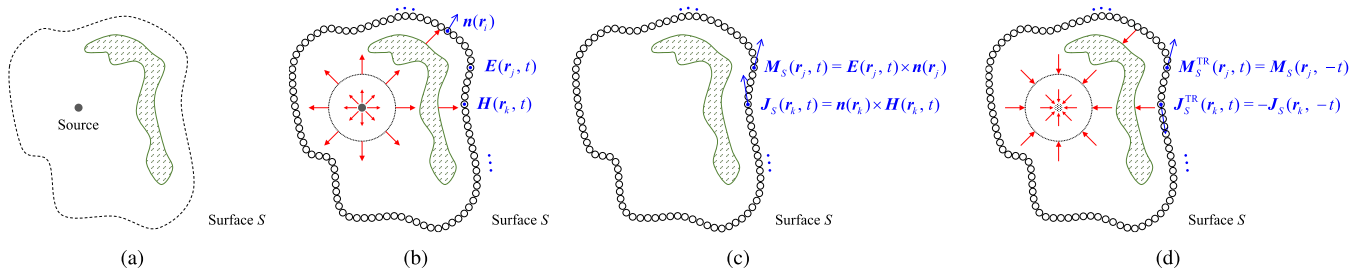 Source
Surface S
(a)
n(r_i)
E(r_j, t)
H(r_k, t)
Surface S
(b)
M_S(r_j, t) = E(r_j, t) × n(r_j)
J_S(r_k, t) = n(r_k) × H(r_k, t)
Surface S
(c)
M_S^TR(r_j, t) = M_S(r_j, −t)
J_S^TR(r_k, t) = −J_S(r_k, −t)
Surface S
(d)